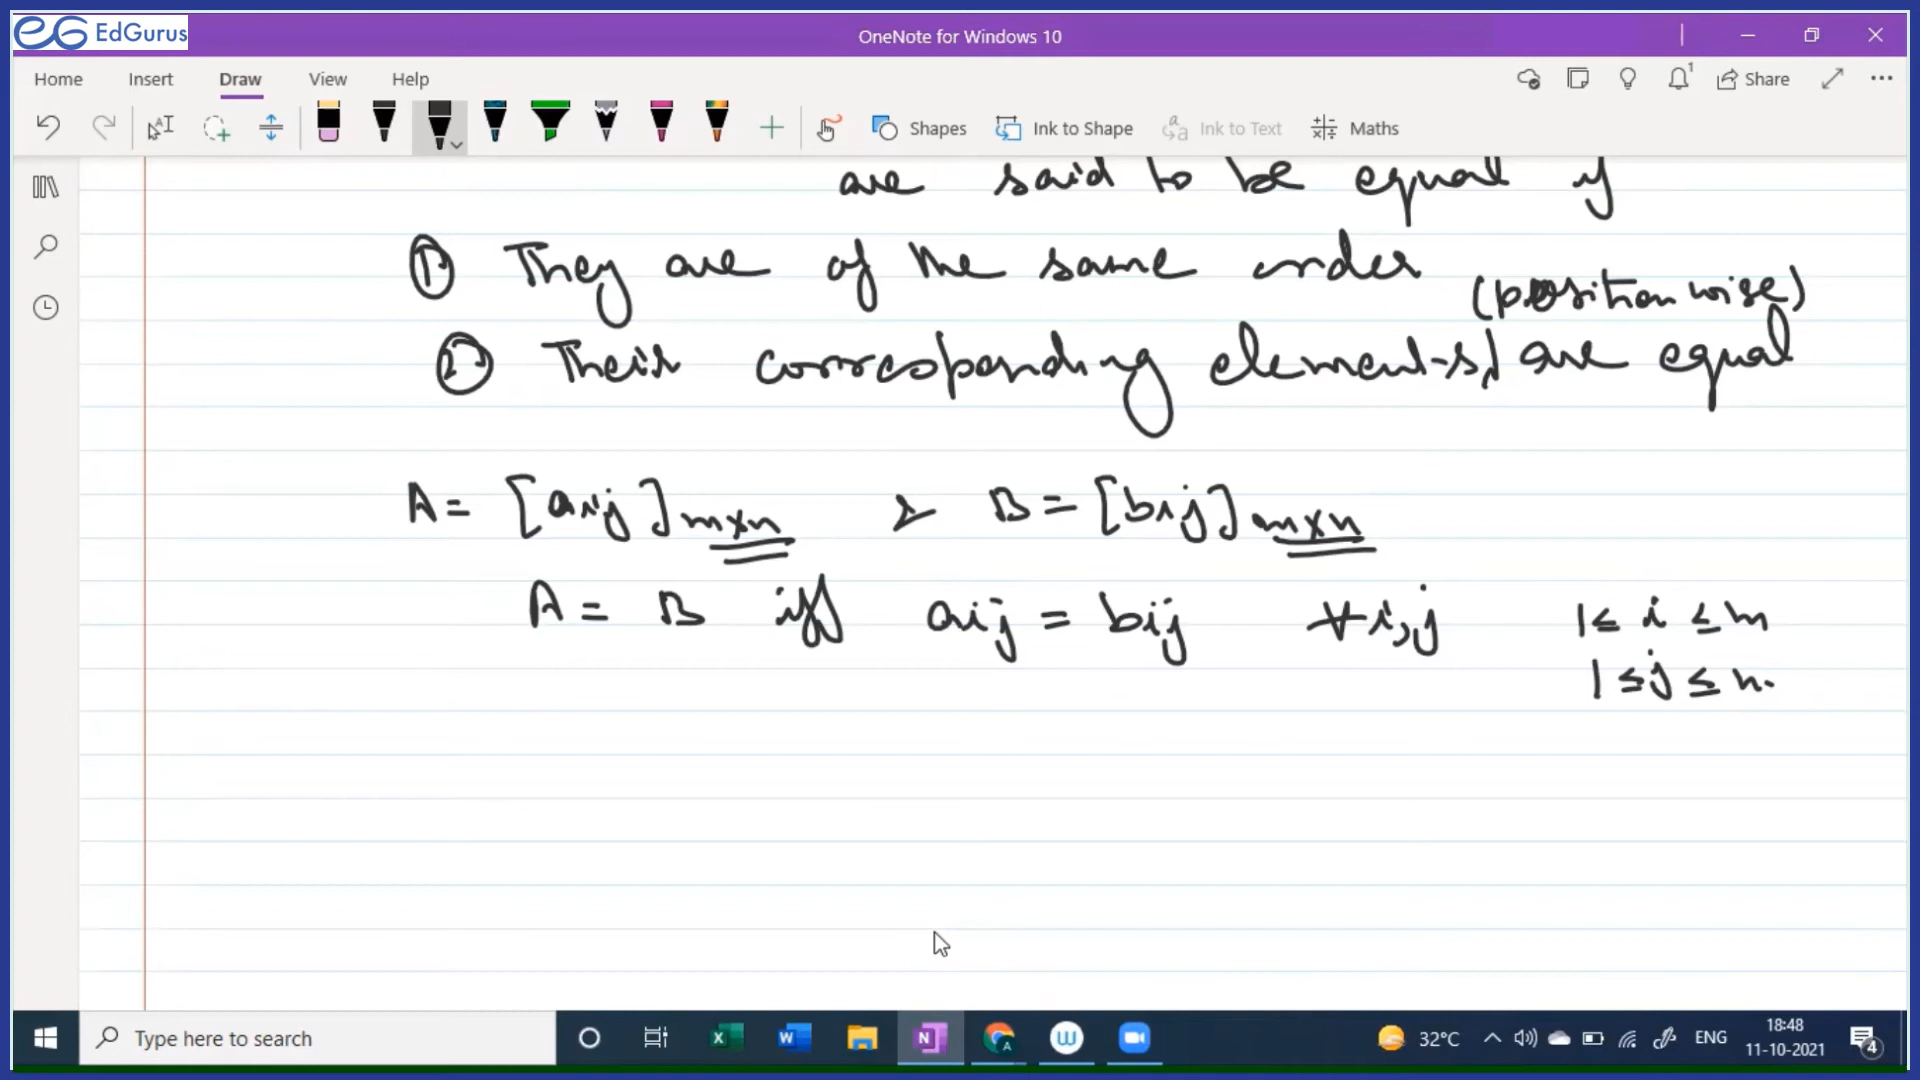 EdGurus
OneNote for Windows 10
Home Insert Draw View Help
1
Share
Shapes Ink to Shape Ink to Text Maths
are said to be equal if
① They are of the same order
(position wise)
② Their corresponding elements are equal
A = [aij]m×n & B = [bij]m×n
A = B iff aij = bij ∀ i,j 1 ≤ i ≤ m
1 ≤ j ≤ n.
Type here to search
32°C ENG 18:48
11-10-2021
4